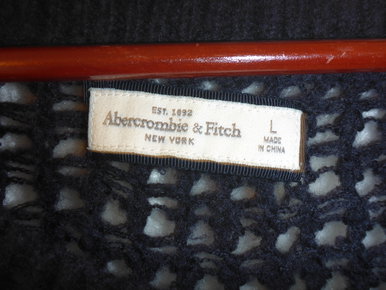 EST. 1892
Abercrombie & Fitch
NEW YORK
L
MADE
IN CHINA